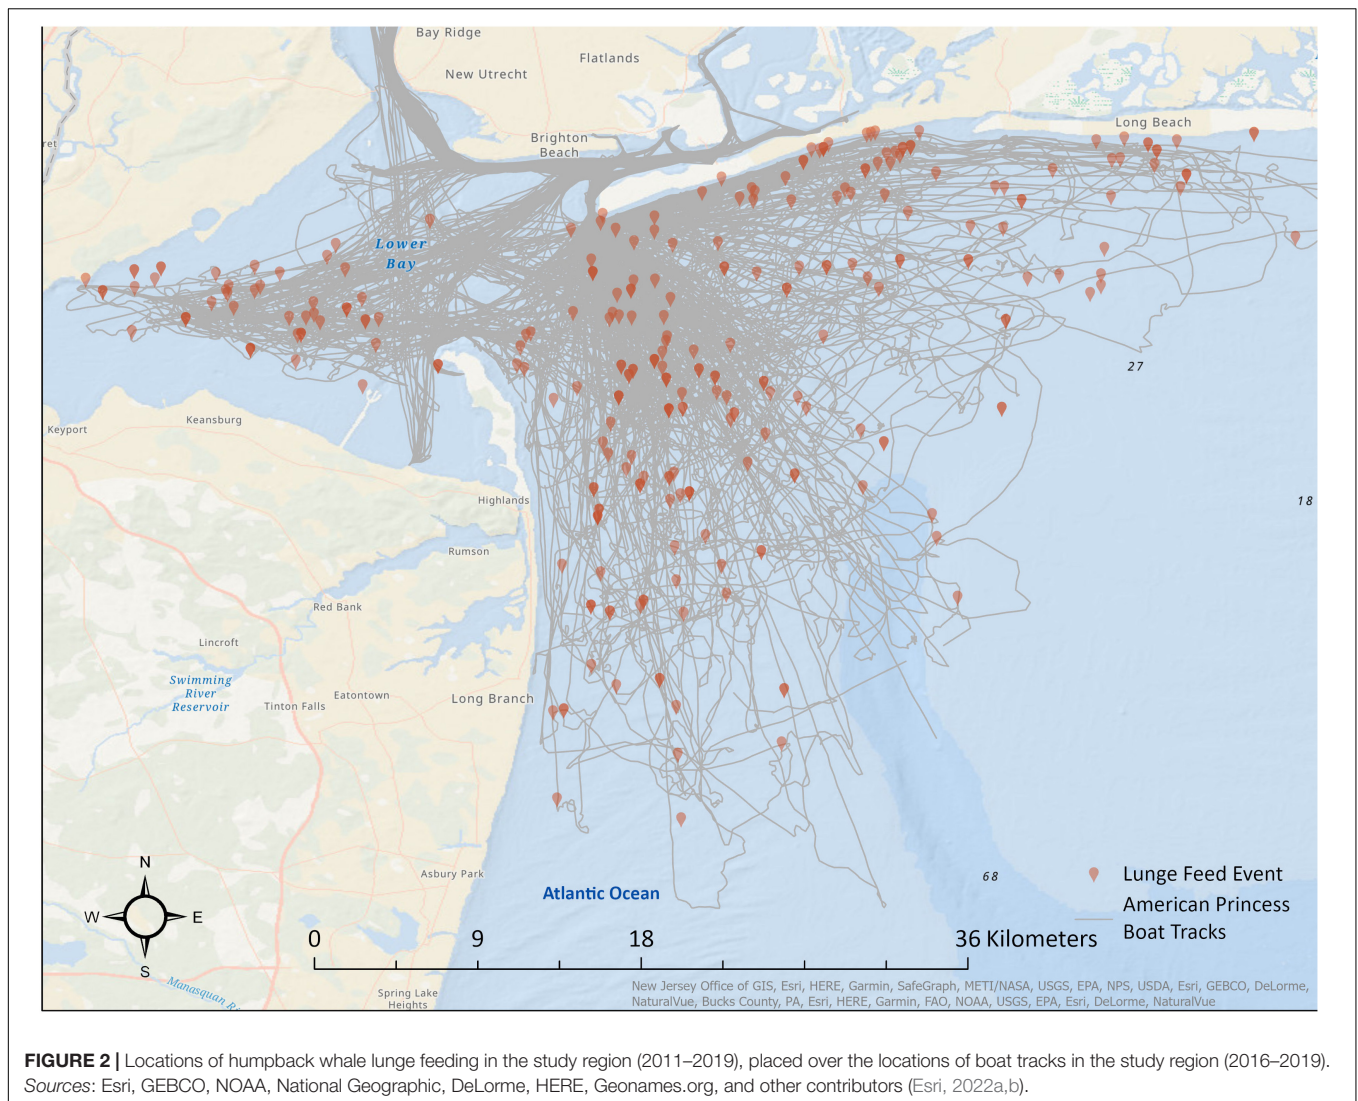 Bay Ridge
New Utrecht
Flatlands
Brighton
Beach
Long Beach
ret
Lower
Bay
27
18
Keansburg
Keyport
Highlands
Rumson
Red Bank
Lincroft
Swimming
River
Reservoir
Eatontown
Tinton Falls
Long Branch
Asbury Park
68
Lunge Feed Event
American Princess
Boat Tracks
Atlantic Ocean
N
W E
S
0 9 18 36 Kilometers
Manasquan R
Spring Lake
Heights
New Jersey Office of GIS, Esri, HERE, Garmin, SafeGraph, METI/NASA, USGS, EPA, NPS, USDA, Esri, GEBCO, DeLorme,
NaturalVue, Bucks County, PA, Esri, HERE, Garmin, FAO, NOAA, USGS, EPA, Esri, DeLorme, NaturalVue
FIGURE 2 | Locations of humpback whale lunge feeding in the study region (2011–2019), placed over the locations of boat tracks in the study region (2016–2019).
Sources: Esri, GEBCO, NOAA, National Geographic, DeLorme, HERE, Geonames.org, and other contributors (Esri, 2022a,b).